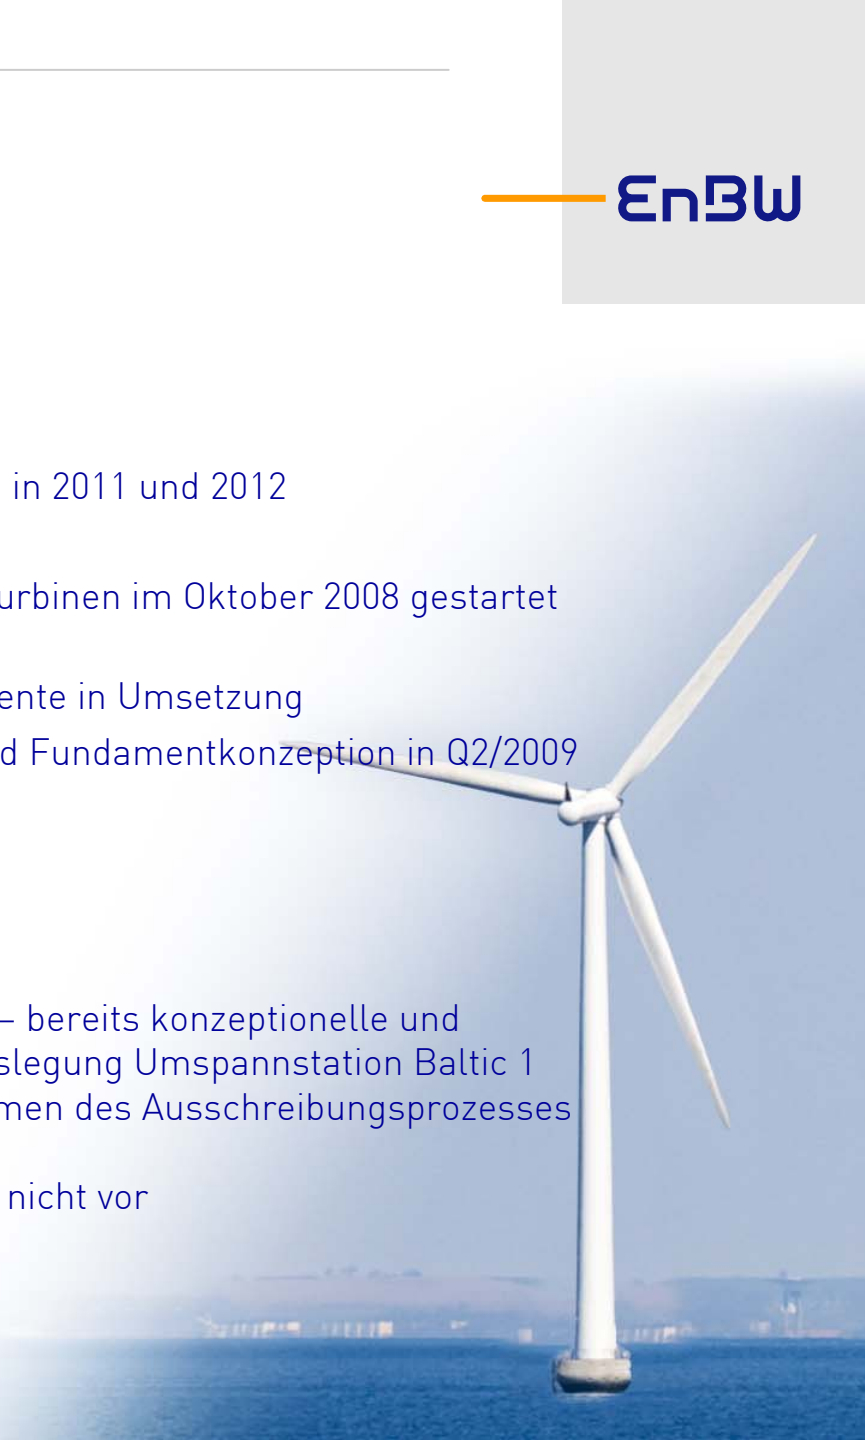 EnBW
in 2011 und 2012
urbinen im Oktober 2008 gestartet
ente in Umsetzung
d Fundamentkonzeption in Q2/2009
– bereits konzeptionelle und
slegung Umspannstation Baltic 1
men des Ausschreibungsprozesses
nicht vor